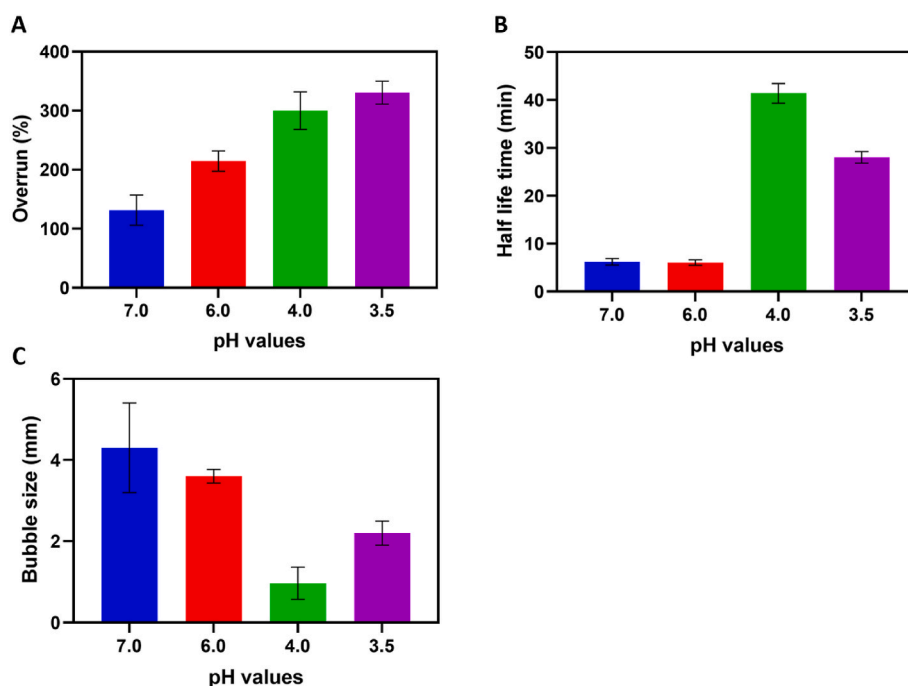 A
Overrun (%)
400
300
200
100
0
7.0 6.0 4.0 3.5
pH values
B
Half life time (min)
50
40
30
20
10
0
7.0 6.0 4.0 3.5
pH values
C
Bubble size (mm)
6
4
2
0
7.0 6.0 4.0 3.5
pH values